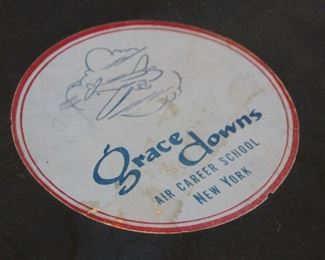 Grace
downs
AIR CAREER SCHOOL
NEW YORK